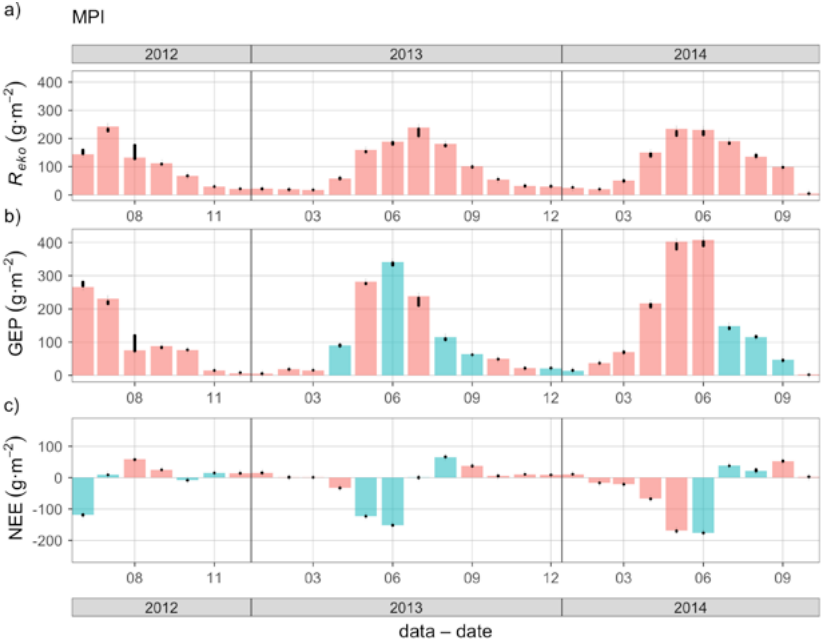 a)
MPI
2012 2013 2014
R_eko (g·m⁻²)
400
300
200
100
0
08 11 03 06 09 12 03 06 09
b)
GEP (g·m⁻²)
400
300
200
100
0
08 11 03 06 09 12 03 06 09
c)
NEE (g·m⁻²)
100
0
-100
-200
08 11 03 06 09 12 03 06 09
2012 2013 2014
data – date